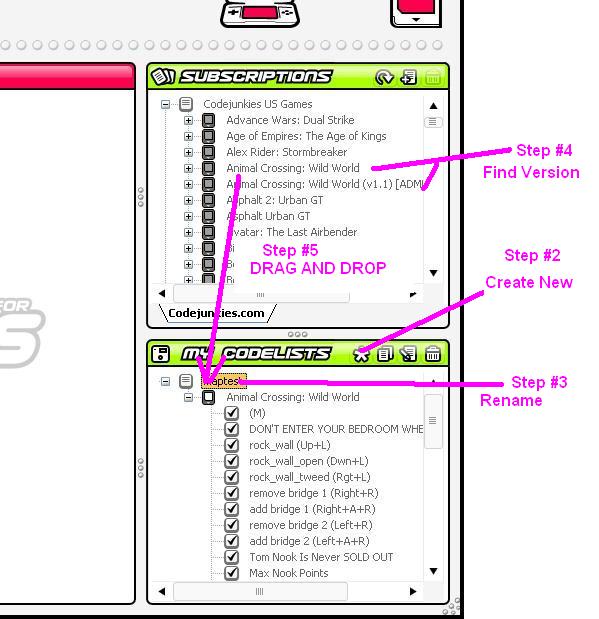 SUBSCRIPTIONS
Codejunkies US Games
Advance Wars: Dual Strike
Age of Empires: The Age of Kings
Alex Rider: Stormbreaker
Animal Crossing: Wild World
Animal Crossing: Wild World (v1.1) [ADM
Asphalt 2: Urban GT
Asphalt Urban GT
Avatar: The Last Airbender
Codejunkies.com
Step #4
Find Version
Step #5
DRAG AND DROP
Step #2
Create New
FOR
S
MY CODELISTS
maptest
Step #3
Rename
Animal Crossing: Wild World
(M)
DON'T ENTER YOUR BEDROOM WHE
rock_wall (Up+L)
rock_wall_open (Dwn+L)
rock_wall_tweed (Rgt+L)
remove bridge 1 (Right+R)
add bridge 1 (Right+A+R)
remove bridge 2 (Left+R)
add bridge 2 (Left+A+R)
Tom Nook Is Never SOLD OUT
Max Nook Points